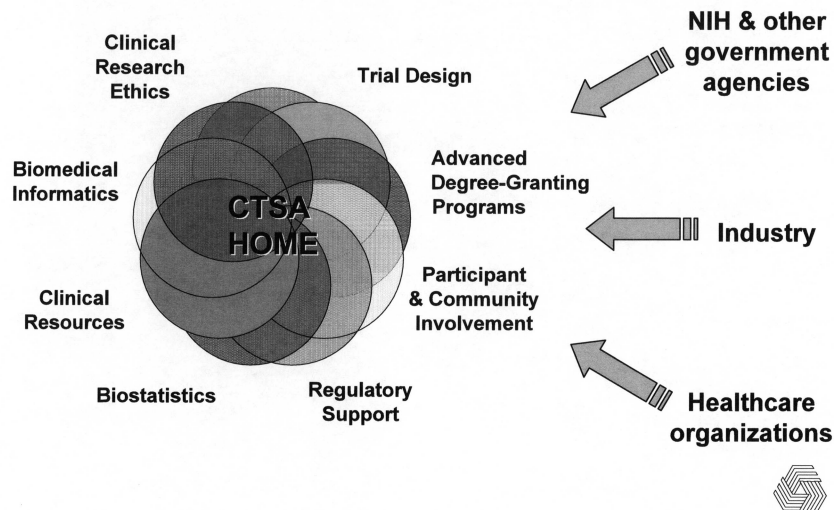 Clinical
Research
Ethics
Trial Design
NIH & other
government
agencies
Biomedical
Informatics
CTSA
HOME
Advanced
Degree-Granting
Programs
Industry
Clinical
Resources
Participant
& Community
Involvement
Biostatistics
Regulatory
Support
Healthcare
organizations